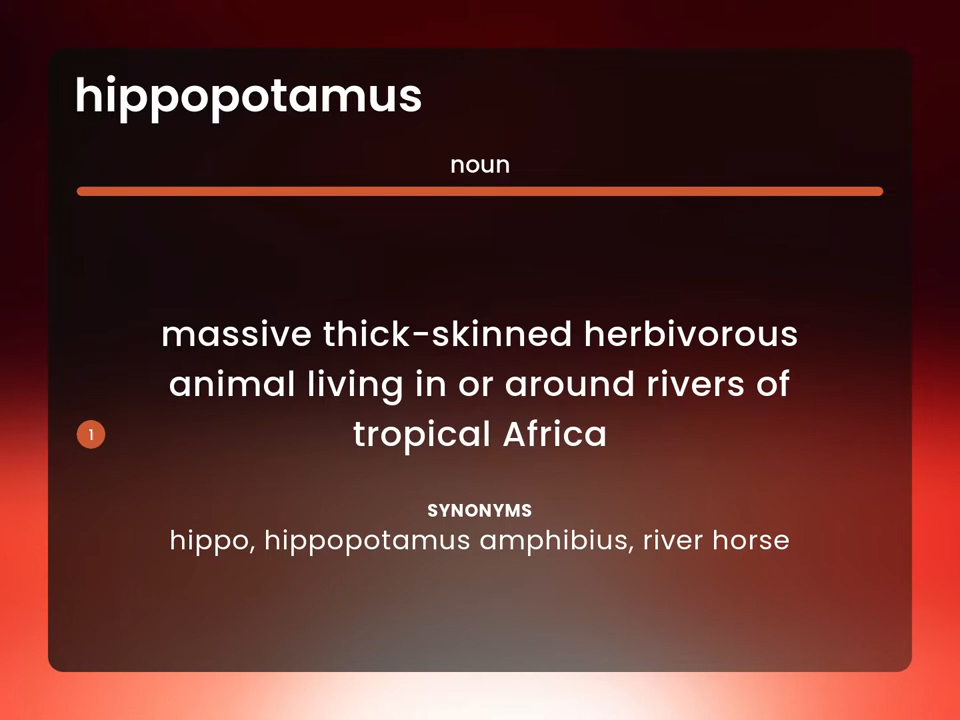 hippopotamus
noun
massive thick-skinned herbivorous
animal living in or around rivers of
tropical Africa
1
SYNONYMS
hippo, hippopotamus amphibius, river horse